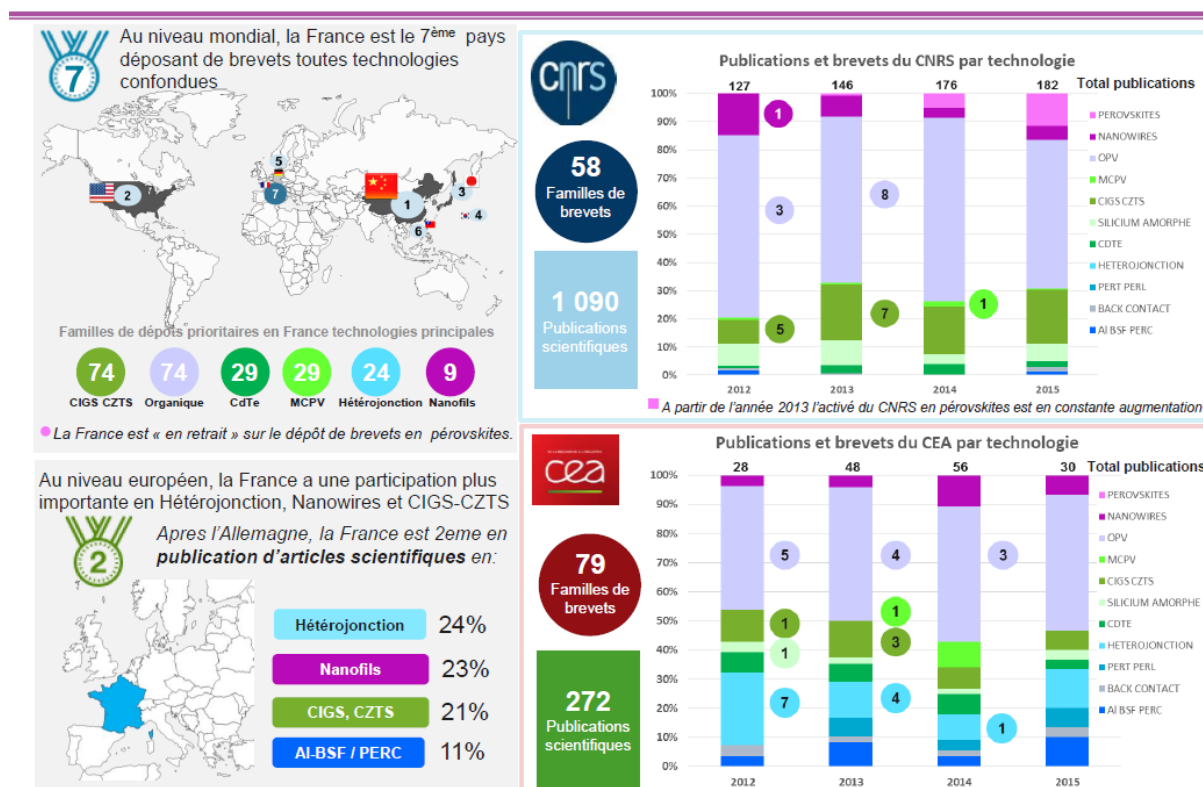 7
Au niveau mondial, la France est le 7ème pays
déposant de brevets toutes technologies
confondues
5
2
7
1
3
4
6
Familles de dépôts prioritaires en France technologies principales
74
74
29
29
24
9
CIGS CZTS
Organique
CdTe
MCPV
Hétérojonction
Nanofils
La France est « en retrait » sur le dépôt de brevets en pérovskites.
Au niveau européen, la France a une participation plus
importante en Hétérojonction, Nanowires et CIGS-CZTS
2
Apres l'Allemagne, la France est 2eme en
publication d'articles scientifiques en:
Hétérojonction 24%
Nanofils 23%
CIGS, CZTS 21%
Al-BSF / PERC 11%
cnrs
58
Familles de
brevets
1 090
Publications
scientifiques
Publications et brevets du CNRS par technologie
127 146 176 182 Total publications
100%
90%
80%
70%
60%
50%
40%
30%
20%
10%
0%
1
3
5
8
7
1
2012 2013 2014 2015
PEROVSKITES
NANOWIRES
OPV
MCPV
CIGS CZTS
SILICIUM AMORPHE
CDTE
HETEROJONCTION
PERT PERL
BACK CONTACT
Al BSF PERC
A partir de l'année 2013 l'activé du CNRS en pérovskites est en constante augmentation
cea
79
Familles de
brevets
272
Publications
scientifiques
Publications et brevets du CEA par technologie
28 48 56 30 Total publications
100%
90%
80%
70%
60%
50%
40%
30%
20%
10%
0%
5
1
1
7
4
1
3
4
3
1
2012 2013 2014 2015
PEROVSKITES
NANOWIRES
OPV
MCPV
CIGS CZTS
SILICIUM AMORPHE
CDTE
HETEROJONCTION
PERT PERL
BACK CONTACT
Al BSF PERC